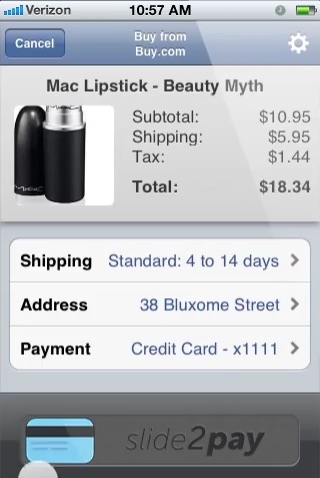 Verizon 10:57 AM
Cancel
Buy from
Buy.com
Mac Lipstick - Beauty Myth
Subtotal: $10.95
Shipping: $5.95
Tax: $1.44
Total: $18.34
Shipping Standard: 4 to 14 days
Address 38 Bluxome Street
Payment Credit Card - x1111
slide2pay